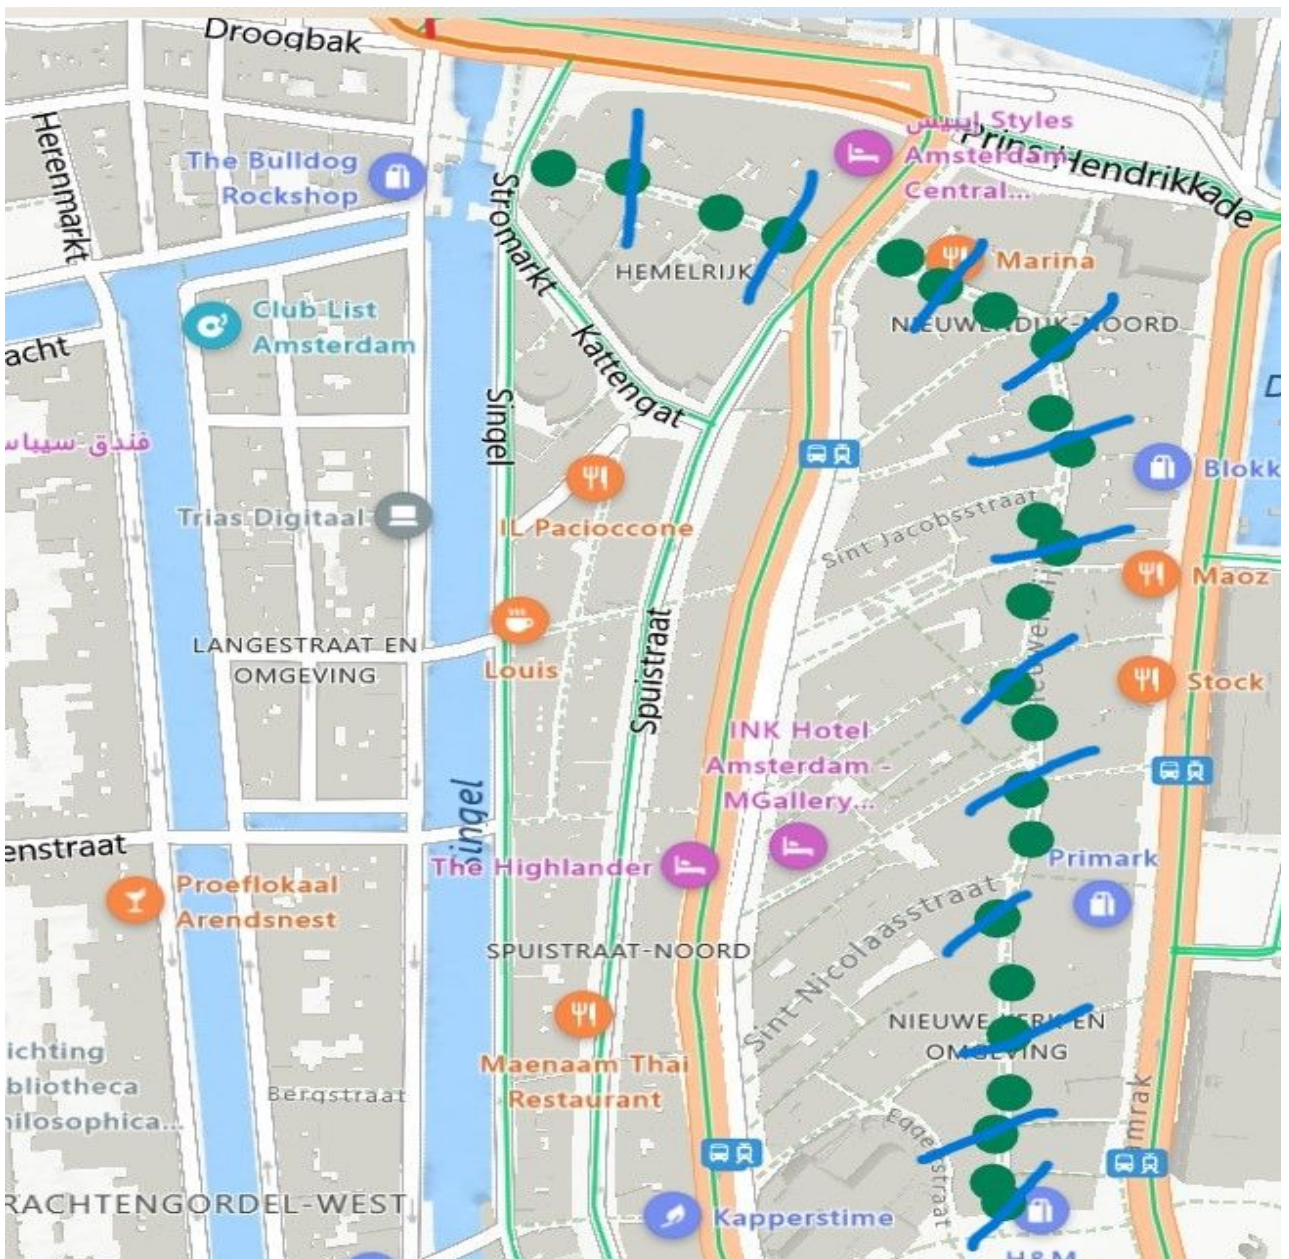 Droogbak
Herenmarkt
The Bulldog
Rockshop
Stromarkt
ايبيس Styles
Amsterdam
Central...
Prins Hendrikkade
HEMELRIJK
Marina
NIEUWENDIJK-NOORD
Club List
Amsterdam
acht
Kattengat
Singel
فندق سيباس
Blokk
Trias Digitaal
IL Pacioccone
Sint Jacobsstraat
Maoz
LANGESTRAAT EN
OMGEVING
Louis
Spuistraat
Stock
INK Hotel
Amsterdam -
MGallery...
Singel
enstraat
The Highlander
Primark
Proeflokaal
Arendsnest
SPUISTRAAT-NOORD
Sint Nicolaasstraat
NIEUWE KERK EN
OMGEVING
ichting
bliotheca
hilosophica...
Maenaam Thai
Restaurant
Bergstraat
mrak
Eggertstraat
RACHTENGORDEL-WEST
Kapperstime
H&M